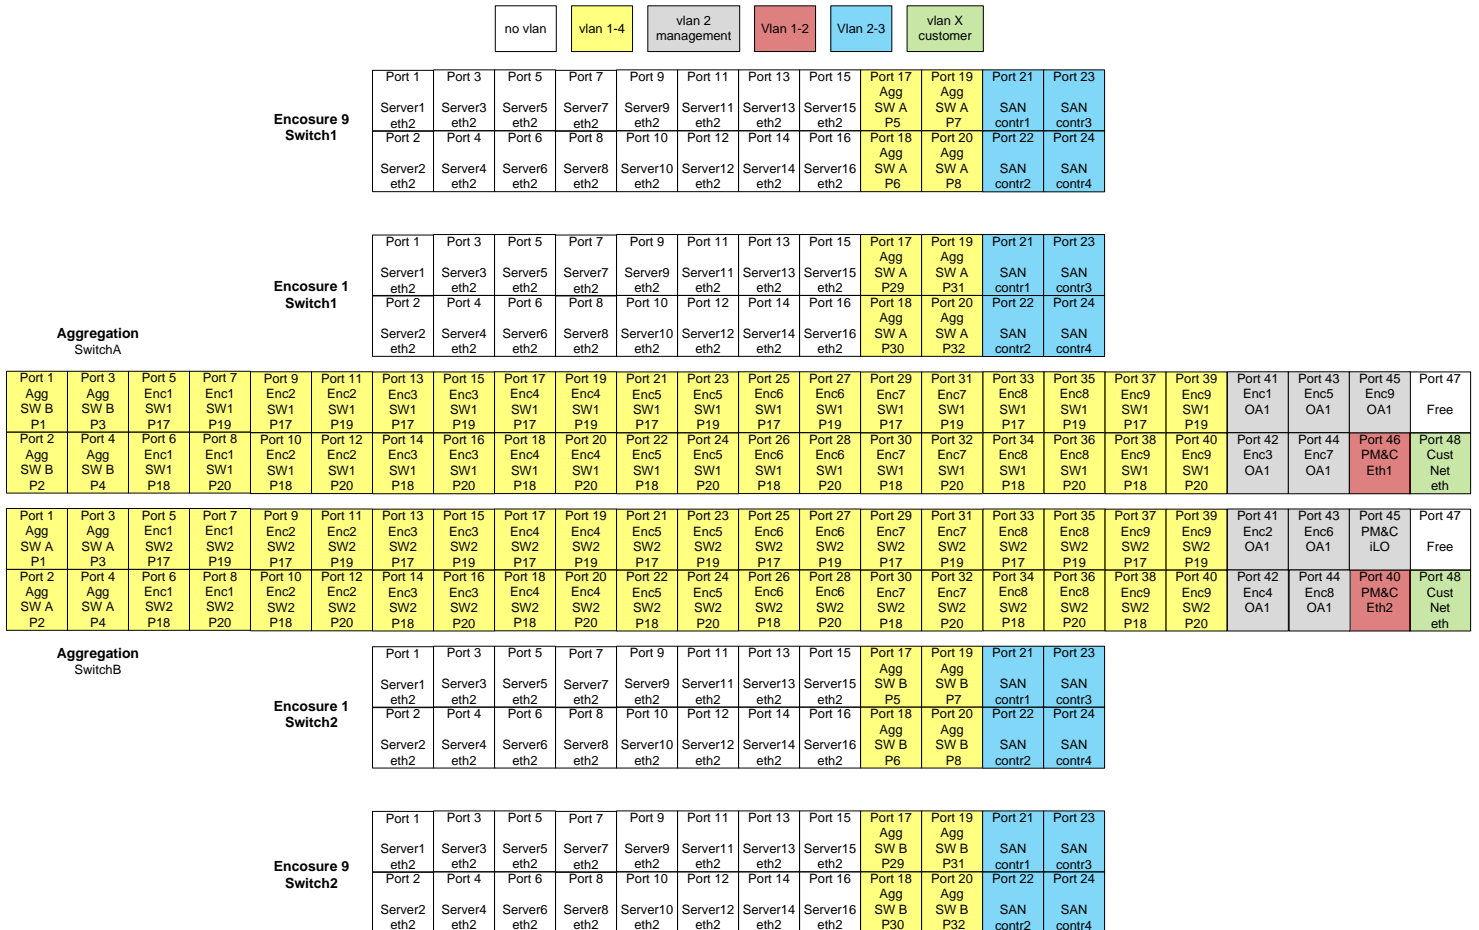 no vlan
vlan 1-4
vlan 2
management
Vlan 1-2
Vlan 2-3
vlan X
customer
Encosure 9
Switch1
Port 1 Port 3 Port 5 Port 7 Port 9 Port 11 Port 13 Port 15 Port 17 Port 19 Port 21 Port 23
Agg Agg
Server1 Server3 Server5 Server7 Server9 Server11 Server13 Server15 SW A SW A SAN SAN
eth2 eth2 eth2 eth2 eth2 eth2 eth2 eth2 P5 P7 contr1 contr3
Port 2 Port 4 Port 6 Port 8 Port 10 Port 12 Port 14 Port 16 Port 18 Port 20 Port 22 Port 24
Agg Agg
Server2 Server4 Server6 Server8 Server10 Server12 Server14 Server16 SW A SW A SAN SAN
eth2 eth2 eth2 eth2 eth2 eth2 eth2 eth2 P6 P8 contr2 contr4
Encosure 1
Switch1
Port 1 Port 3 Port 5 Port 7 Port 9 Port 11 Port 13 Port 15 Port 17 Port 19 Port 21 Port 23
Agg Agg
Server1 Server3 Server5 Server7 Server9 Server11 Server13 Server15 SW A SW A SAN SAN
eth2 eth2 eth2 eth2 eth2 eth2 eth2 eth2 P29 P31 contr1 contr3
Port 2 Port 4 Port 6 Port 8 Port 10 Port 12 Port 14 Port 16 Port 18 Port 20 Port 22 Port 24
Agg Agg
Server2 Server4 Server6 Server8 Server10 Server12 Server14 Server16 SW A SW A SAN SAN
eth2 eth2 eth2 eth2 eth2 eth2 eth2 eth2 P30 P32 contr2 contr4
Aggregation
SwitchA
Port 1 Port 3 Port 5 Port 7 Port 9 Port 11 Port 13 Port 15 Port 17 Port 19 Port 21 Port 23 Port 25 Port 27 Port 29 Port 31 Port 33 Port 35 Port 37 Port 39 Port 41 Port 43 Port 45 Port 47
Agg Agg Enc1 Enc1 Enc2 Enc2 Enc3 Enc3 Enc4 Enc4 Enc5 Enc5 Enc6 Enc6 Enc7 Enc7 Enc8 Enc8 Enc9 Enc9 Enc1 Enc5 Enc9
SW B SW B SW1 SW1 SW1 SW1 SW1 SW1 SW1 SW1 SW1 SW1 SW1 SW1 SW1 SW1 SW1 SW1 SW1 SW1 OA1 OA1 OA1 Free
P1 P3 P17 P19 P17 P19 P17 P19 P17 P19 P17 P19 P17 P19 P17 P19 P17 P19 P17 P19
Port 2 Port 4 Port 6 Port 8 Port 10 Port 12 Port 14 Port 16 Port 18 Port 20 Port 22 Port 24 Port 26 Port 28 Port 30 Port 32 Port 34 Port 36 Port 38 Port 40 Port 42 Port 44 Port 46 Port 48
Agg Agg Enc1 Enc1 Enc2 Enc2 Enc3 Enc3 Enc4 Enc4 Enc5 Enc5 Enc6 Enc6 Enc7 Enc7 Enc8 Enc8 Enc9 Enc9 Enc3 Enc7 PM&C Cust
SW B SW B SW1 SW1 SW1 SW1 SW1 SW1 SW1 SW1 SW1 SW1 SW1 SW1 SW1 SW1 SW1 SW1 SW1 SW1 OA1 OA1 Eth1 Net
P2 P4 P18 P20 P18 P20 P18 P20 P18 P20 P18 P20 P18 P20 P18 P20 P18 P20 P18 P20 eth
Port 1 Port 3 Port 5 Port 7 Port 9 Port 11 Port 13 Port 15 Port 17 Port 19 Port 21 Port 23 Port 25 Port 27 Port 29 Port 31 Port 33 Port 35 Port 37 Port 39 Port 41 Port 43 Port 45 Port 47
Agg Agg Enc1 Enc1 Enc2 Enc2 Enc3 Enc3 Enc4 Enc4 Enc5 Enc5 Enc6 Enc6 Enc7 Enc7 Enc8 Enc8 Enc9 Enc9 Enc2 Enc6 PM&C
SW A SW A SW2 SW2 SW2 SW2 SW2 SW2 SW2 SW2 SW2 SW2 SW2 SW2 SW2 SW2 SW2 SW2 SW2 SW2 OA1 OA1 iLO Free
P1 P3 P17 P19 P17 P19 P17 P19 P17 P19 P17 P19 P17 P19 P17 P19 P17 P19 P17 P19
Port 2 Port 4 Port 6 Port 8 Port 10 Port 12 Port 14 Port 16 Port 18 Port 20 Port 22 Port 24 Port 26 Port 28 Port 30 Port 32 Port 34 Port 36 Port 38 Port 40 Port 42 Port 44 Port 40 Port 48
Agg Agg Enc1 Enc1 Enc2 Enc2 Enc3 Enc3 Enc4 Enc4 Enc5 Enc5 Enc6 Enc6 Enc7 Enc7 Enc8 Enc8 Enc9 Enc9 Enc4 Enc8 PM&C Cust
SW A SW A SW2 SW2 SW2 SW2 SW2 SW2 SW2 SW2 SW2 SW2 SW2 SW2 SW2 SW2 SW2 SW2 SW2 SW2 OA1 OA1 Eth2 Net
P2 P4 P18 P20 P18 P20 P18 P20 P18 P20 P18 P20 P18 P20 P18 P20 P18 P20 P18 P20 eth
Aggregation
SwitchB
Encosure 1
Switch2
Port 1 Port 3 Port 5 Port 7 Port 9 Port 11 Port 13 Port 15 Port 17 Port 19 Port 21 Port 23
Agg Agg
Server1 Server3 Server5 Server7 Server9 Server11 Server13 Server15 SW B SW B SAN SAN
eth2 eth2 eth2 eth2 eth2 eth2 eth2 eth2 P5 P7 contr1 contr3
Port 2 Port 4 Port 6 Port 8 Port 10 Port 12 Port 14 Port 16 Port 18 Port 20 Port 22 Port 24
Agg Agg
Server2 Server4 Server6 Server8 Server10 Server12 Server14 Server16 SW B SW B SAN SAN
eth2 eth2 eth2 eth2 eth2 eth2 eth2 eth2 P6 P8 contr2 contr4
Encosure 9
Switch2
Port 1 Port 3 Port 5 Port 7 Port 9 Port 11 Port 13 Port 15 Port 17 Port 19 Port 21 Port 23
Agg Agg
Server1 Server3 Server5 Server7 Server9 Server11 Server13 Server15 SW B SW B SAN SAN
eth2 eth2 eth2 eth2 eth2 eth2 eth2 eth2 P29 P31 contr1 contr3
Port 2 Port 4 Port 6 Port 8 Port 10 Port 12 Port 14 Port 16 Port 18 Port 20 Port 22 Port 24
Agg Agg
Server2 Server4 Server6 Server8 Server10 Server12 Server14 Server16 SW B SW B SAN SAN
eth2 eth2 eth2 eth2 eth2 eth2 eth2 eth2 P30 P32 contr2 contr4